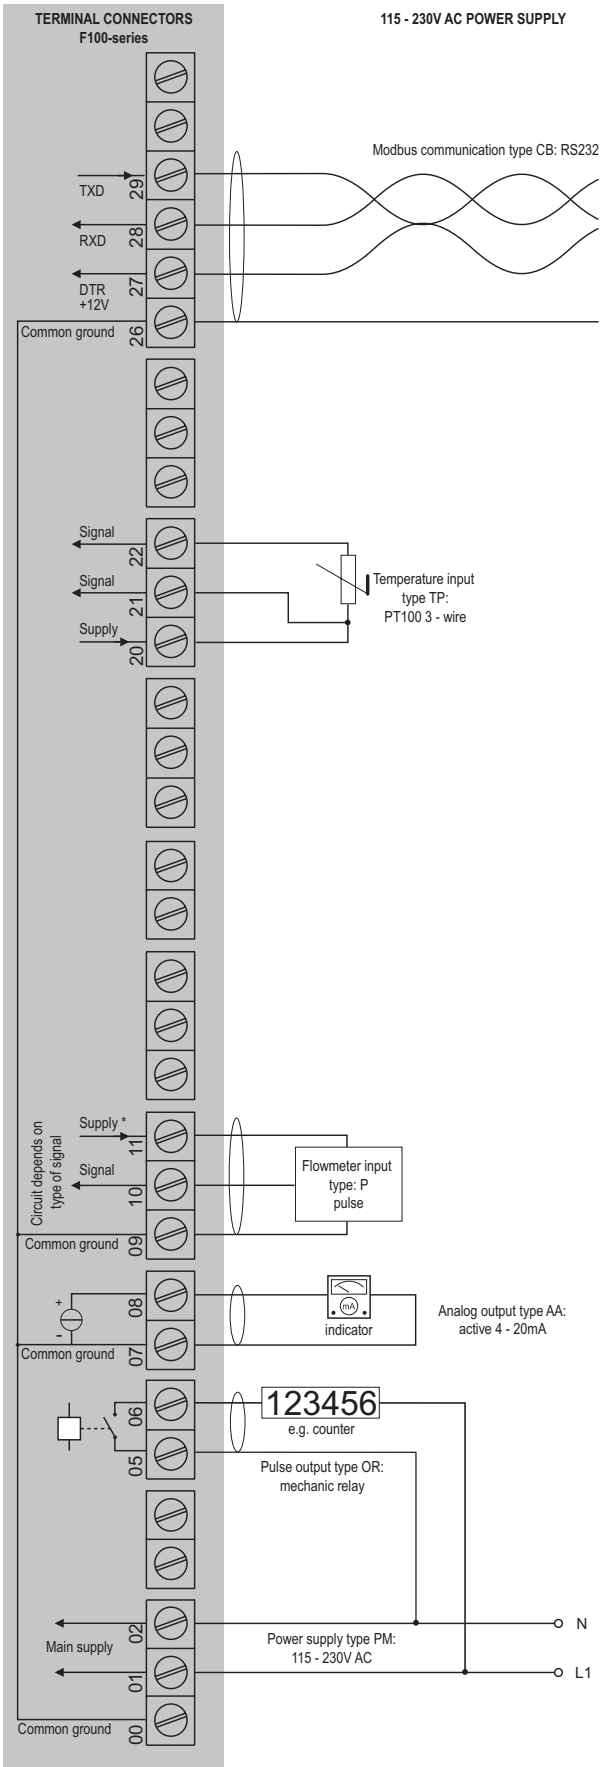 TERMINAL CONNECTORS
F100-series
115 - 230V AC POWER SUPPLY
Modbus communication type CB: RS232
TXD
29
RXD
28
DTR
+12V
27
Common ground
26
Signal
22
Signal
21
Supply
20
Temperature input
type TP:
PT100 3 - wire
Circuit depends on
type of signal
Supply *
11
Signal
10
Common ground
09
Flowmeter input
type: P
pulse
+
-
08
Common ground
07
mA
indicator
Analog output type AA:
active 4 - 20mA
06
05
123456
e.g. counter
Pulse output type OR:
mechanic relay
02
Main supply
01
Power supply type PM:
115 - 230V AC
N
L1
Common ground
00